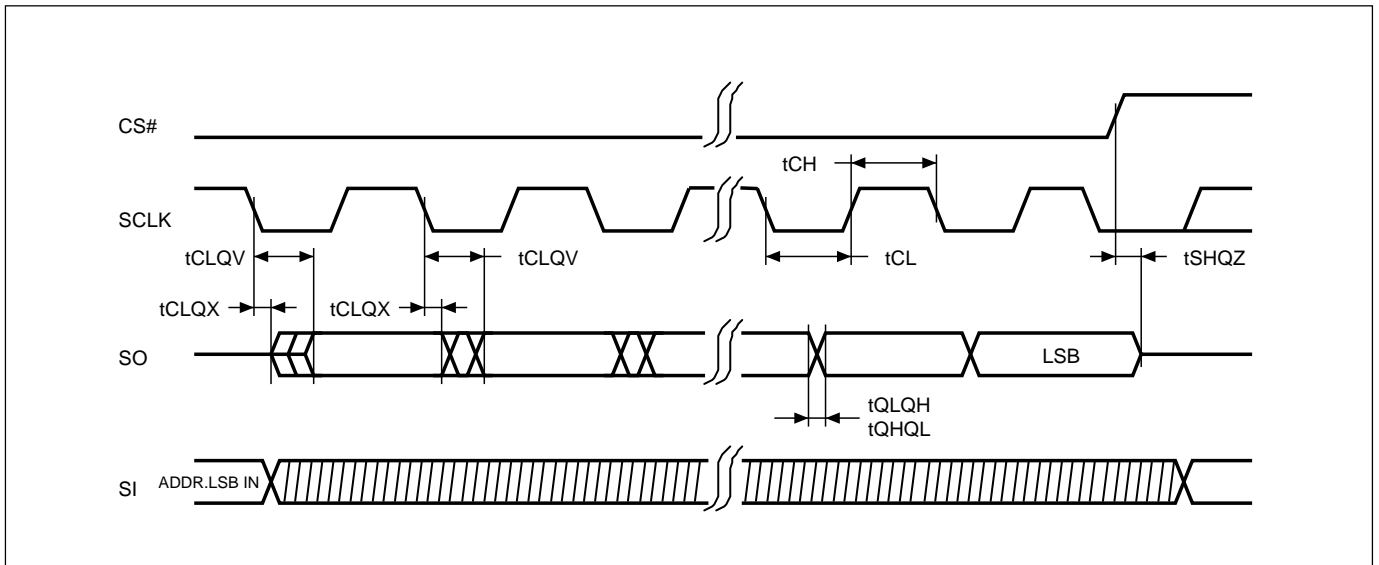 CS#
tCH
SCLK
tCLQV
tCLQV
tCL
tSHQZ
tCLQX
tCLQX
SO
LSB
tQLQH
tQHQL
SI
ADDR.LSB IN